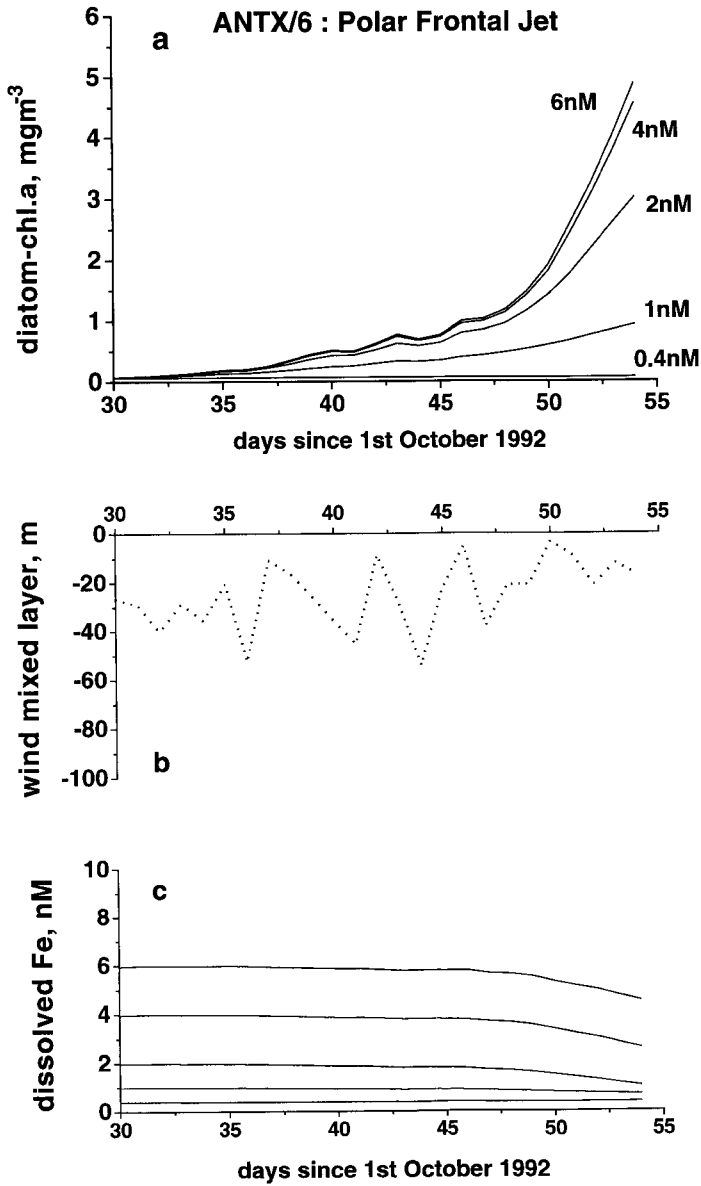 ANTX/6 : Polar Frontal Jet
a
diatom-chl.a, mgm-3
6
5
4
3
2
1
0
6nM
4nM
2nM
1nM
0.4nM
30 35 40 45 50 55
days since 1st October 1992
30 35 40 45 50 55
wind mixed layer, m
0
-20
-40
-60
-80
-100
b
c
dissolved Fe, nM
10
8
6
4
2
0
30 35 40 45 50 55
days since 1st October 1992